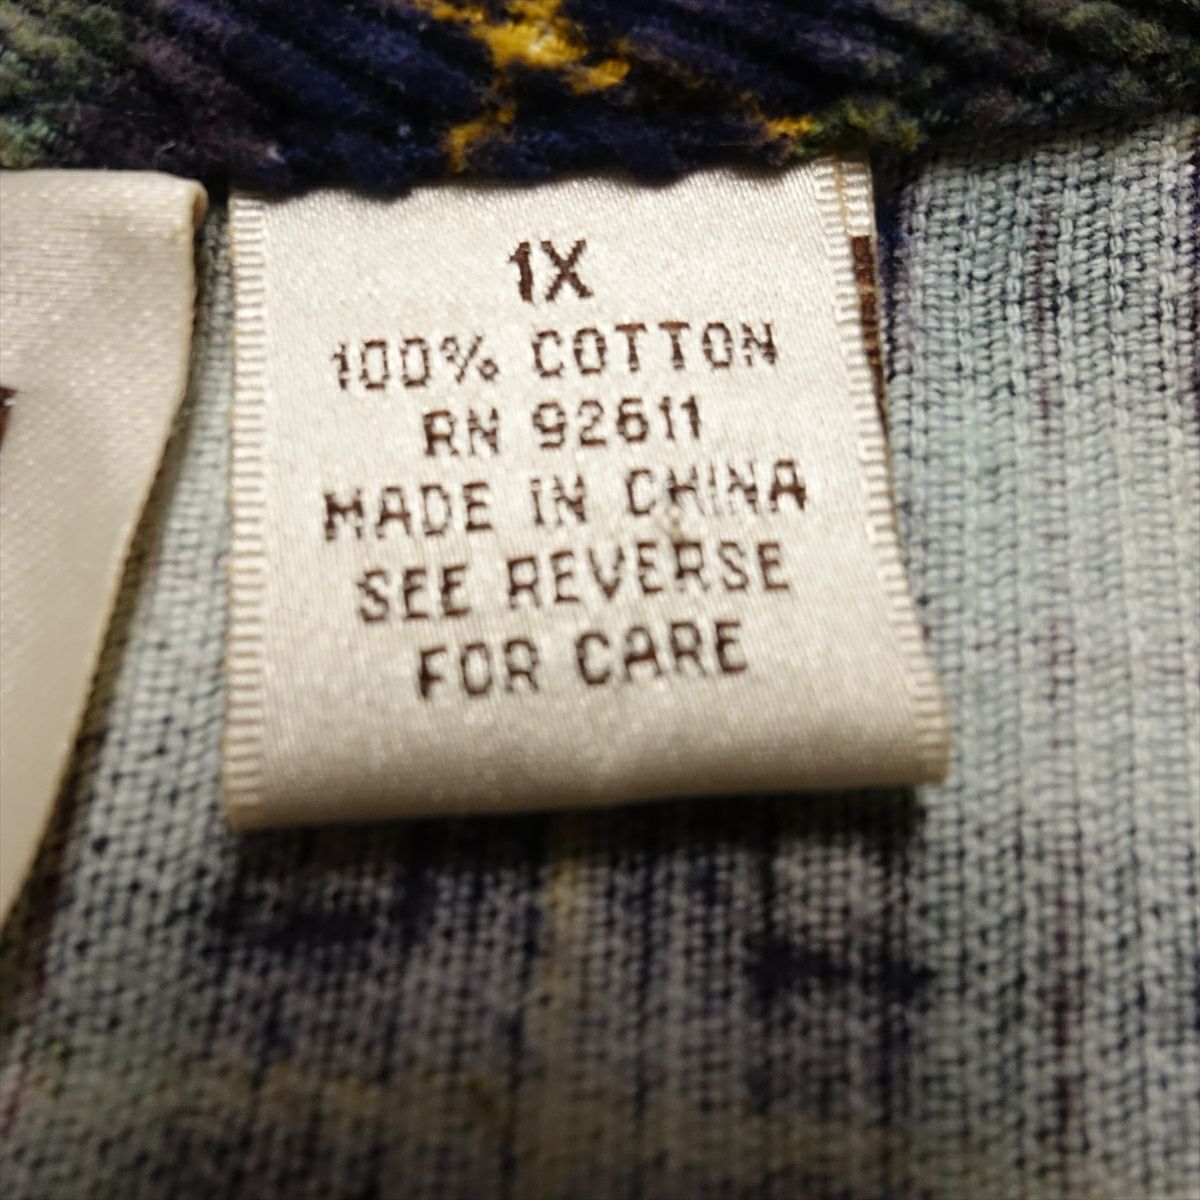 1X
100% COTTON
RN 92611
MADE IN CHINA
SEE REVERSE
FOR CARE